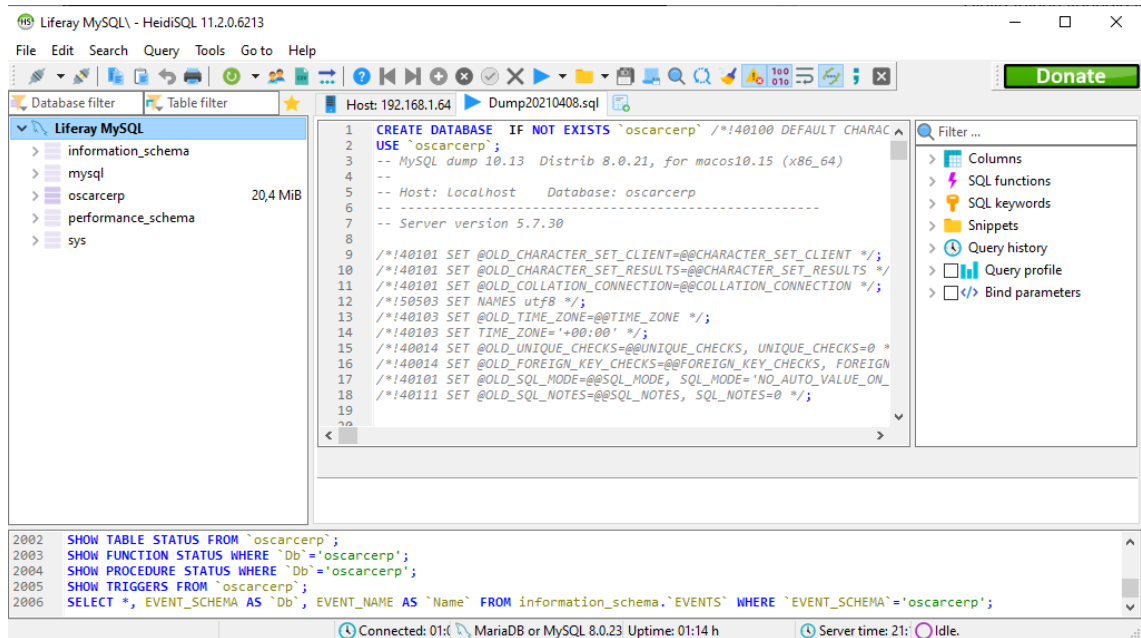 Liferay MySQL\ - HeidiSQL 11.2.0.6213
File Edit Search Query Tools Go to Help
Donate
Database filter
Table filter
Host: 192.168.1.64
Dump20210408.sql
Liferay MySQL
information_schema
mysql
oscarcerp 20,4 MiB
performance_schema
sys
1 CREATE DATABASE  IF NOT EXISTS `oscarcerp` /*!40100 DEFAULT CHARAC
2 USE `oscarcerp`;
3 -- MySQL dump 10.13  Distrib 8.0.21, for macos10.15 (x86_64)
4 --
5 -- Host: localhost    Database: oscarcerp
6 -- ------------------------------------------------------
7 -- Server version 5.7.30
8
9 /*!40101 SET @OLD_CHARACTER_SET_CLIENT=@@CHARACTER_SET_CLIENT */;
10 /*!40101 SET @OLD_CHARACTER_SET_RESULTS=@@CHARACTER_SET_RESULTS */
11 /*!40101 SET @OLD_COLLATION_CONNECTION=@@COLLATION_CONNECTION */;
12 /*!50503 SET NAMES utf8 */;
13 /*!40103 SET @OLD_TIME_ZONE=@@TIME_ZONE */;
14 /*!40103 SET TIME_ZONE='+00:00' */;
15 /*!40014 SET @OLD_UNIQUE_CHECKS=@@UNIQUE_CHECKS, UNIQUE_CHECKS=0 *
16 /*!40014 SET @OLD_FOREIGN_KEY_CHECKS=@@FOREIGN_KEY_CHECKS, FOREIGN
17 /*!40101 SET @OLD_SQL_MODE=@@SQL_MODE, SQL_MODE='NO_AUTO_VALUE_ON_
18 /*!40111 SET @OLD_SQL_NOTES=@@SQL_NOTES, SQL_NOTES=0 */;
19
20
Filter ...
Columns
SQL functions
SQL keywords
Snippets
Query history
Query profile
Bind parameters
2002 SHOW TABLE STATUS FROM `oscarcerp`;
2003 SHOW FUNCTION STATUS WHERE `Db`='oscarcerp';
2004 SHOW PROCEDURE STATUS WHERE `Db`='oscarcerp';
2005 SHOW TRIGGERS FROM `oscarcerp`;
2006 SELECT *, EVENT_SCHEMA AS `Db`, EVENT_NAME AS `Name` FROM information_schema.`EVENTS` WHERE `EVENT_SCHEMA`='oscarcerp';
Connected: 01:( MariaDB or MySQL 8.0.23 Uptime: 01:14 h Server time: 21: Idle.